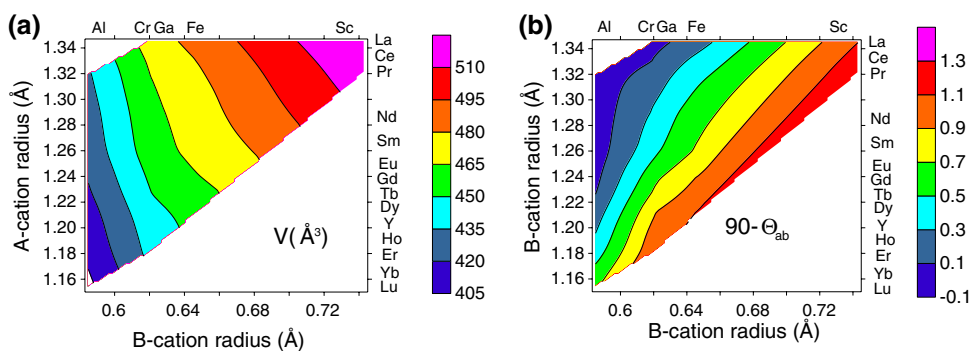 (a)
Al Cr Ga Fe Sc
A-cation radius (Å)
1.34
1.32
1.30
1.28
1.26
1.24
1.22
1.20
1.18
1.16
La
Ce
Pr
Nd
Sm
Eu
Gd
Tb
Dy
Y
Ho
Er
Yb
Lu
V(Å³)
0.6 0.64 0.68 0.72
B-cation radius (Å)
510
495
480
465
450
435
420
405
(b)
Al Cr Ga Fe Sc
B-cation radius (Å)
1.34
1.32
1.30
1.28
1.26
1.24
1.22
1.20
1.18
1.16
La
Ce
Pr
Nd
Sm
Eu
Gd
Tb
Dy
Y
Ho
Er
Yb
Lu
90-Θab
0.6 0.64 0.68 0.72
B-cation radius (Å)
1.3
1.1
0.9
0.7
0.5
0.3
0.1
-0.1